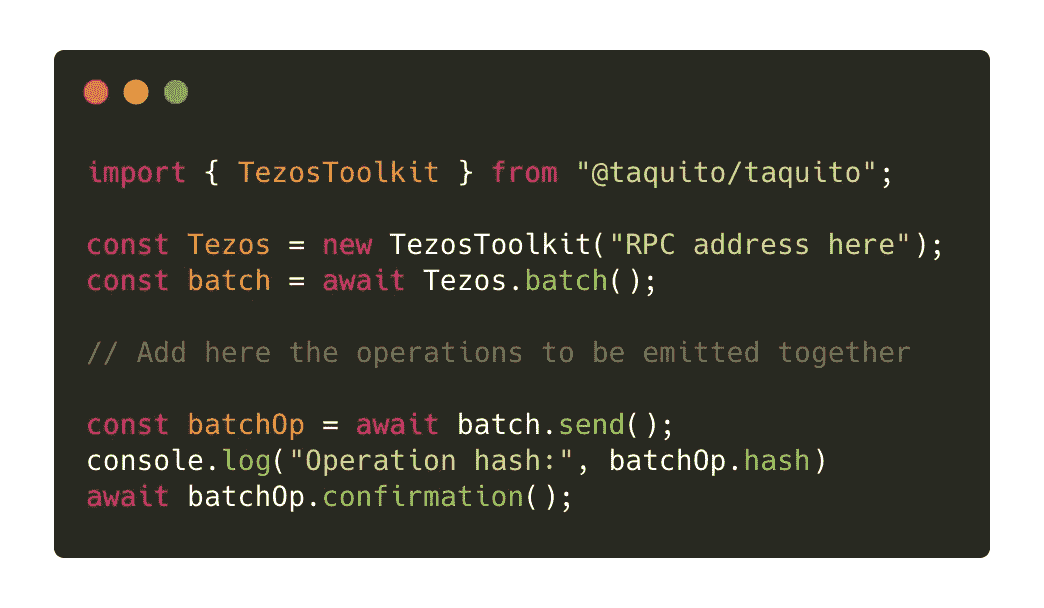 import { TezosToolkit } from "@taquito/taquito";
const Tezos = new TezosToolkit("RPC address here");
const batch = await Tezos.batch();
// Add here the operations to be emitted together
const batchOp = await batch.send();
console.log("Operation hash:", batchOp.hash)
await batchOp.confirmation();